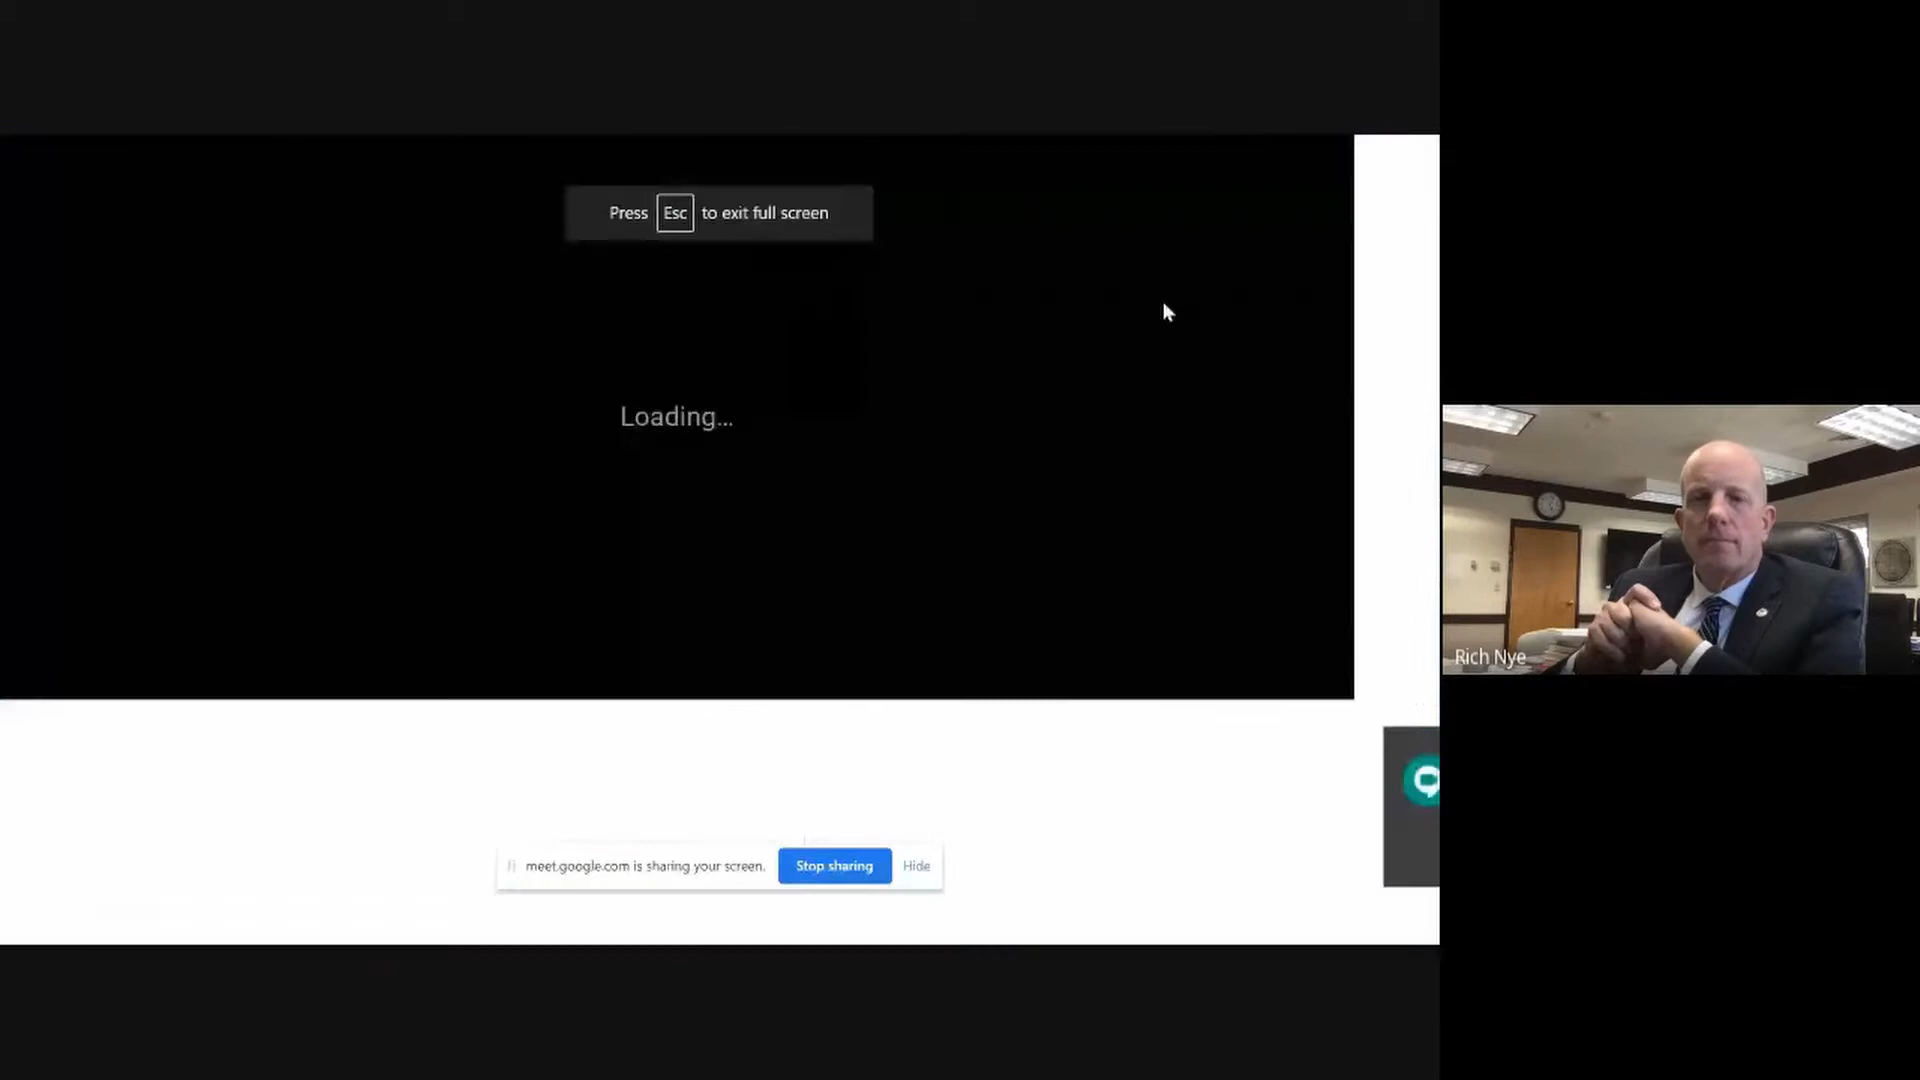 Press Esc to exit full screen
Loading...
Rich Nye
meet.google.com is sharing your screen. Stop sharing Hide